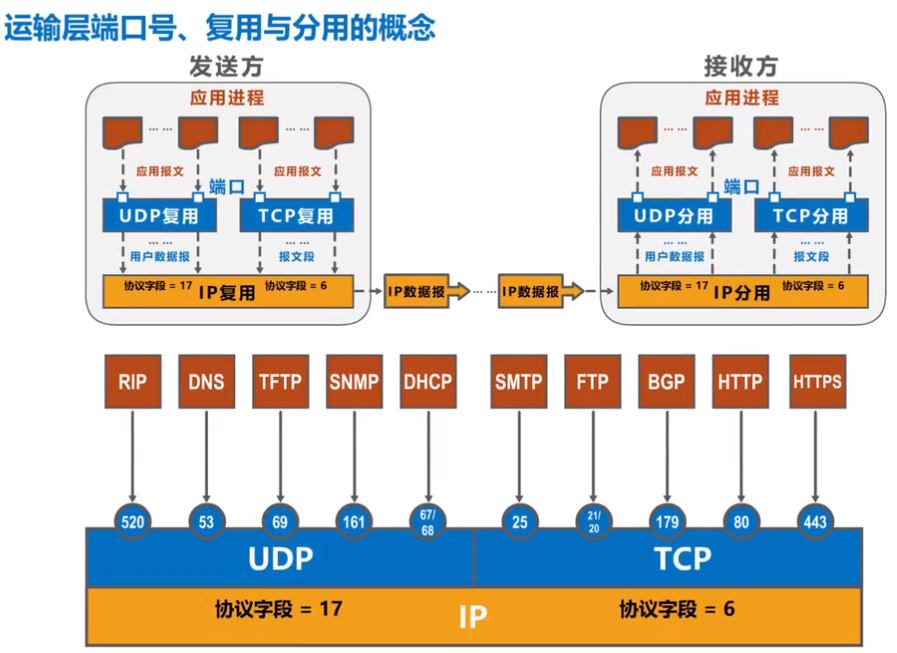 运输层端口号、复用与分用的概念
发送方
接收方
应用进程
应用进程
... ... ... ...
... ... ... ...
应用报文 应用报文
应用报文 应用报文
端口
端口
UDP复用 TCP复用
UDP分用 TCP分用
... ... ... ...
... ... ... ...
用户数据报 报文段
用户数据报 报文段
协议字段 = 17 IP复用 协议字段 = 6
IP数据报 ... ... IP数据报
协议字段 = 17 IP分用 协议字段 = 6
RIP DNS TFTP SNMP DHCP SMTP FTP BGP HTTP HTTPS
520 53 69 161 67/68 25 21/20 179 80 443
UDP TCP
协议字段 = 17 IP 协议字段 = 6